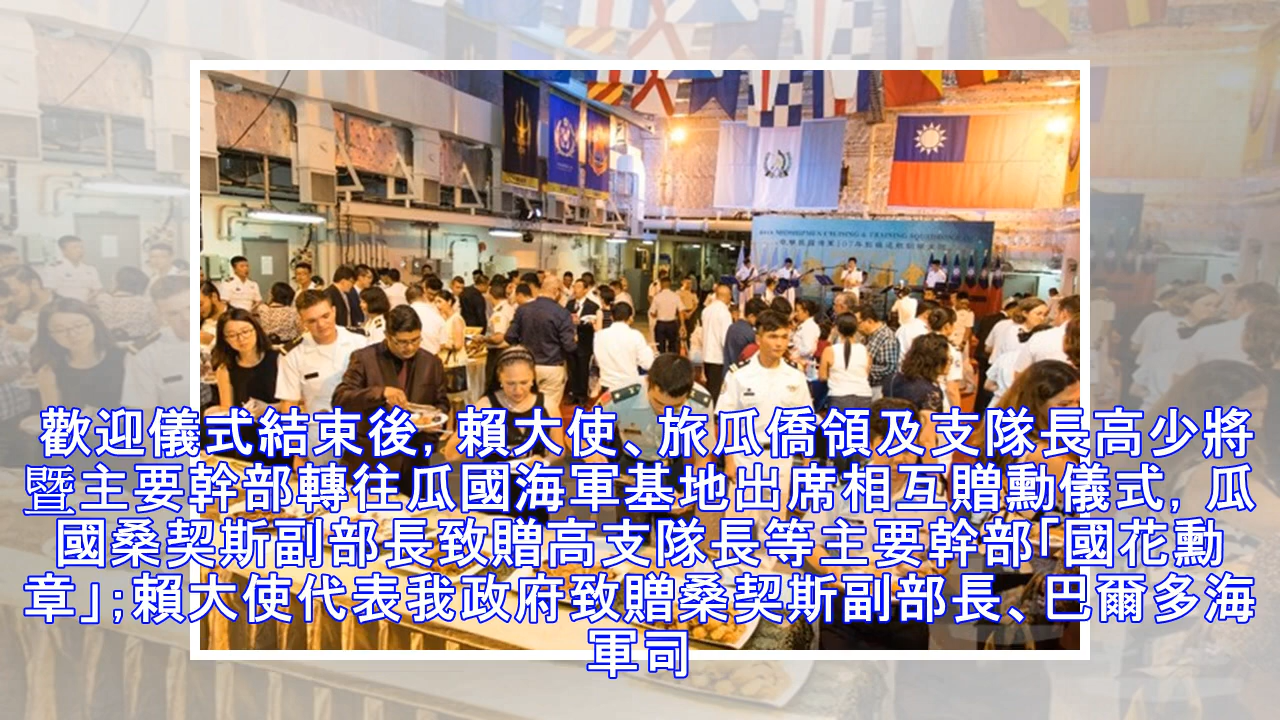 歡迎儀式結束後, 賴大使、旅瓜僑領及支隊長高少將
暨主要幹部轉往瓜國海軍基地出席相互贈勳儀式, 瓜
國桑契斯副部長致贈高支隊長等主要幹部「國花勳
章」;賴大使代表我政府致贈桑契斯副部長、巴爾多海
軍司